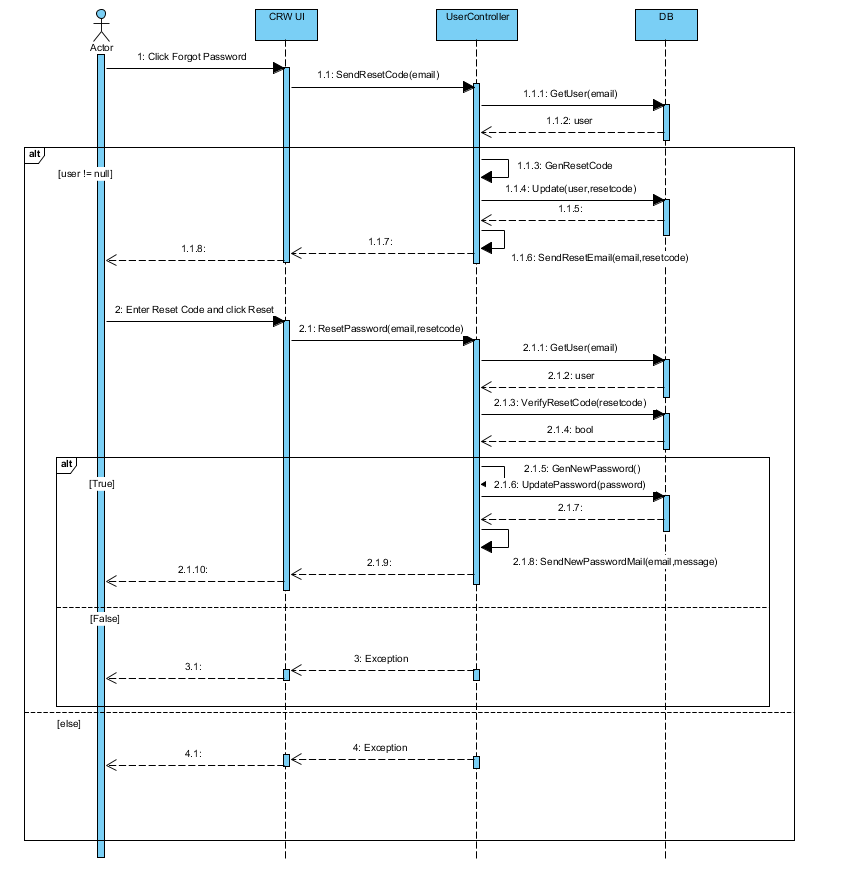 CRW UI
UserController
DB
Actor
1: Click Forgot Password
1.1: SendResetCode(email)
1.1.1: GetUser(email)
1.1.2: user
alt
[user != null]
1.1.3: GenResetCode
1.1.4: Update(user,resetcode)
1.1.5:
1.1.6: SendResetEmail(email,resetcode)
1.1.7:
1.1.8:
2: Enter Reset Code and click Reset
2.1: ResetPassword(email,resetcode)
2.1.1: GetUser(email)
2.1.2: user
2.1.3: VerifyResetCode(resetcode)
2.1.4: bool
alt
[True]
2.1.5: GenNewPassword()
2.1.6: UpdatePassword(password)
2.1.7:
2.1.8: SendNewPasswordMail(email,message)
2.1.9:
2.1.10:
[False]
3: Exception
3.1:
[else]
4: Exception
4.1: